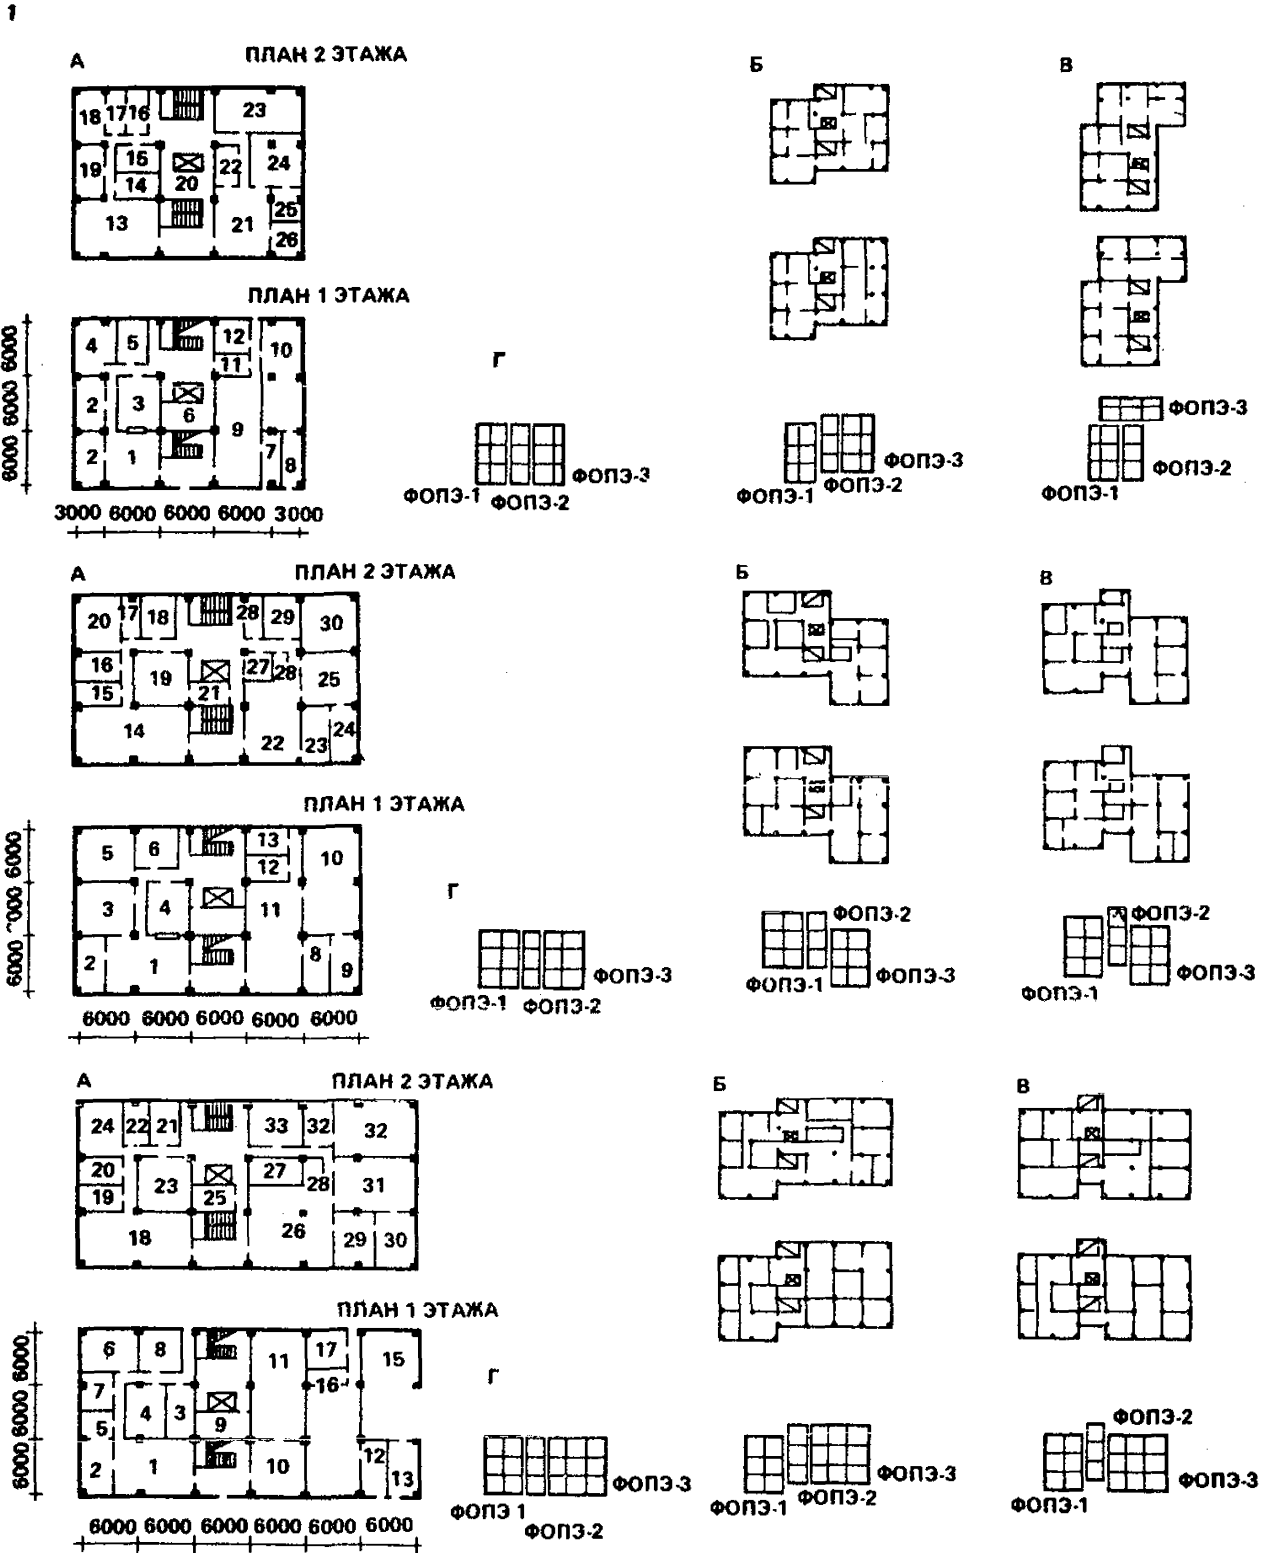 1
А ПЛАН 2 ЭТАЖА Б В
18 17 16 23
19 15 14 20 22 24
13 21 25 26
ПЛАН 1 ЭТАЖА
4 5 12 11 10
2 3 6 9
2 1 7 8
6000 6000 6000
3000 6000 6000 6000 3000
Г
ФОПЭ-1 ФОПЭ-2 ФОПЭ-3
ФОПЭ-1 ФОПЭ-2 ФОПЭ-3
ФОПЭ-3
ФОПЭ-2
ФОПЭ-1
А ПЛАН 2 ЭТАЖА Б В
20 17 18 28 29 30
16 15 19 21 27 28 25
14 22 23 24
ПЛАН 1 ЭТАЖА
5 6 13 12 10
3 4 11
2 1 8 9
6000 6000
6000 6000 6000 6000 6000
Г
ФОПЭ-1 ФОПЭ-2 ФОПЭ-3
ФОПЭ-2
ФОПЭ-1 ФОПЭ-3
ФОПЭ-2
ФОПЭ-1 ФОПЭ-3
А ПЛАН 2 ЭТАЖА Б В
24 22 21 33 32 32
20 19 23 25 27 28 31
18 26 29 30
ПЛАН 1 ЭТАЖА
6 8 11 17 16 15
7 5 4 3 9
2 1 10 12 13
6000 6000 6000
6000 6000 6000 6000 6000 6000
Г
ФОПЭ 1 ФОПЭ-2 ФОПЭ-3
ФОПЭ-1 ФОПЭ-2 ФОПЭ-3
ФОПЭ-2
ФОПЭ-1 ФОПЭ-3